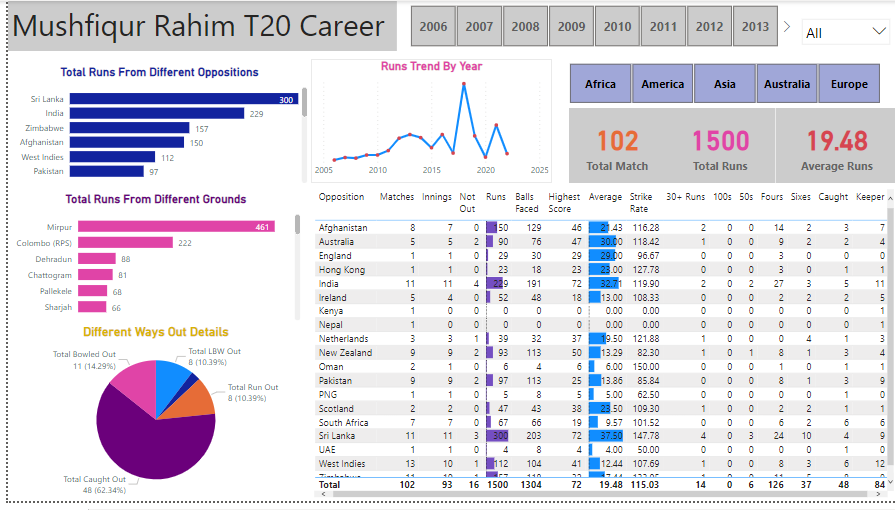 Mushfiqur Rahim T20 Career
2006 2007 2008 2009 2010 2011 2012 2013
All
Total Runs From Different Oppositions
Sri Lanka 300
India 229
Zimbabwe 157
Afghanistan 150
West Indies 112
Pakistan 97
Runs Trend By Year
2005 2010 2015 2020 2025
Africa America Asia Australia Europe
102 1500 19.48
Total Match Total Runs Average Runs
Total Runs From Different Grounds
Mirpur 461
Colombo (RPS) 222
Dehradun 88
Chattogram 81
Pallekele 68
Sharjah 66
Different Ways Out Details
Total Bowled Out
11 (14.29%)
Total LBW Out
8 (10.39%)
Total Run Out
8 (10.39%)
Total Caught Out
48 (62.34%)
Opposition Matches Innings Not Out Runs Balls Faced Highest Score Average Strike Rate 30+ Runs 100s 50s Fours Sixes Caught Keeper
Afghanistan 8 7 0 150 129 46 21.43 116.28 2 0 0 14 2 3 7
Australia 5 5 2 90 76 47 30.00 118.42 1 0 0 9 2 2 4
England 1 1 0 29 30 29 29.00 96.67 0 0 0 3 0 0 0
Hong Kong 1 1 0 23 18 23 23.00 127.78 0 0 0 3 0 1 1
India 11 11 4 229 191 72 32.71 119.90 2 0 2 27 3 5 11
Ireland 5 4 0 52 48 18 13.00 108.33 0 0 0 2 2 2 5
Kenya 1 0 0 0 0 0 0.00 0.00 0 0 0 0 0 0 1
Nepal 1 0 0 0 0 0 0.00 0.00 0 0 0 0 0 0 1
Netherlands 3 3 1 39 32 37 19.50 121.88 1 0 0 0 4 1 3
New Zealand 9 9 2 93 113 50 13.29 82.30 1 0 1 8 1 3 4
Oman 2 1 0 6 4 6 6.00 150.00 0 0 0 1 0 1 1
Pakistan 9 9 2 97 113 25 13.86 85.84 0 0 0 8 1 3 9
PNG 1 1 0 5 8 5 5.00 62.50 0 0 0 0 0 0 1
Scotland 2 2 0 47 43 38 23.50 109.30 1 0 0 2 2 1 1
South Africa 7 7 0 67 66 19 9.57 101.52 0 0 0 6 2 6 6
Sri Lanka 11 11 3 300 203 72 37.50 147.78 4 0 3 24 10 4 9
UAE 1 1 0 4 8 4 4.00 50.00 0 0 0 0 0 1 0
West Indies 13 10 1 112 104 41 12.44 107.69 1 0 0 8 3 6 12
Total 102 93 16 1500 1304 72 19.48 115.03 14 0 6 126 37 48 84